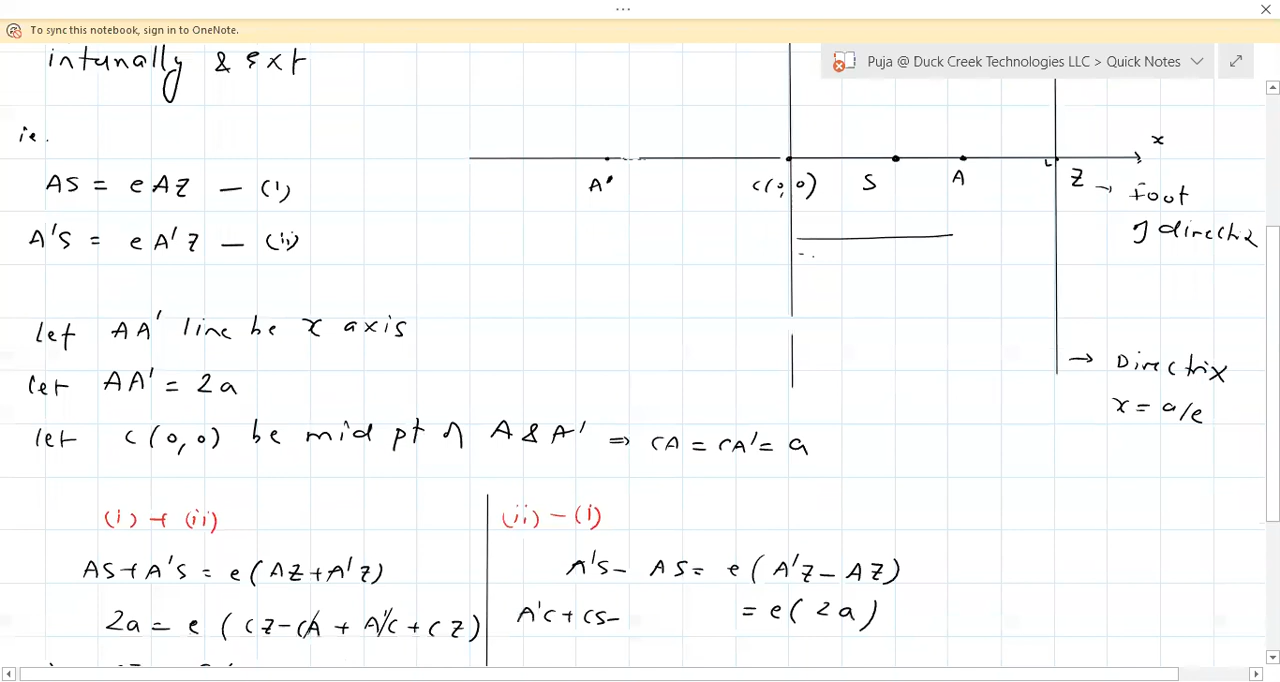 ...
To sync this notebook, sign in to OneNote.
Puja @ Duck Creek Technologies LLC > Quick Notes
intunally & ext
ie.
AS = e AZ — (i)
A'S = e A'Z — (ii)
x
A'
C(0,0)
S
A
Z → foot
of directrix
let AA' line be x axis
let AA' = 2a
let C(0,0) be mid pt of A & A' ⇒ CA = CA' = a
→ Directrix
x = a/e
(i) + (ii)
AS + A'S = e(AZ + A'Z)
2a = e (CZ - CA + A'C + CZ)
(ii) - (i)
A'S - AS = e(A'Z - AZ)
A'C + CS - = e(2a)